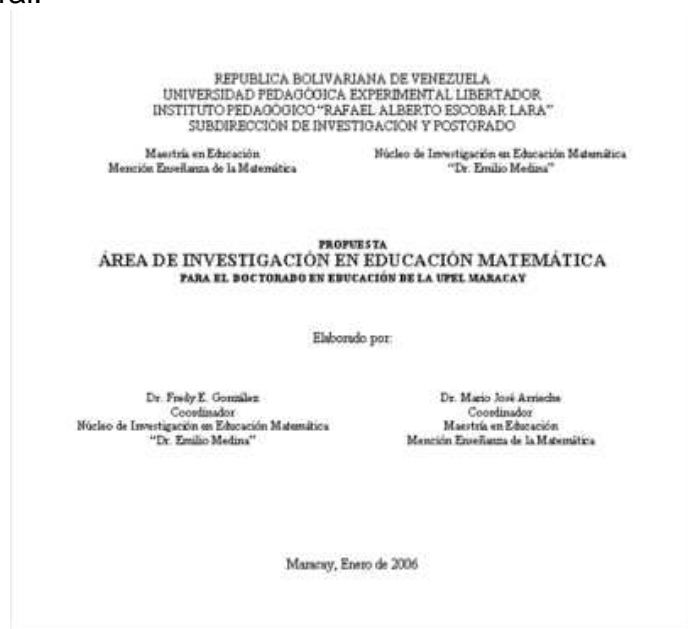 REPUBLICA BOLIVARIANA DE VENEZUELA
UNIVERSIDAD PEDAGÓGICA EXPERIMENTAL LIBERTADOR
INSTITUTO PEDAGÓGICO "RAFAEL ALBERTO ESCOBAR LARA"
SUBDIRECCIÓN DE INVESTIGACIÓN Y POSTGRADO
Maestría en Educación
Mención Enseñanza de la Matemática
Núcleo de Investigación en Educación Matemática
"Dr. Emilio Medina"
PROPUESTA
ÁREA DE INVESTIGACIÓN EN EDUCACIÓN MATEMÁTICA
PARA EL DOCTORADO EN EDUCACIÓN DE LA UPEL MARACAY
Elaborado por:
Dr. Fredy E. González
Coordinador
Núcleo de Investigación en Educación Matemática
"Dr. Emilio Medina"
Dr. Mario José Arrieche
Coordinador
Maestría en Educación
Mención Enseñanza de la Matemática
Maracay, Enero de 2006